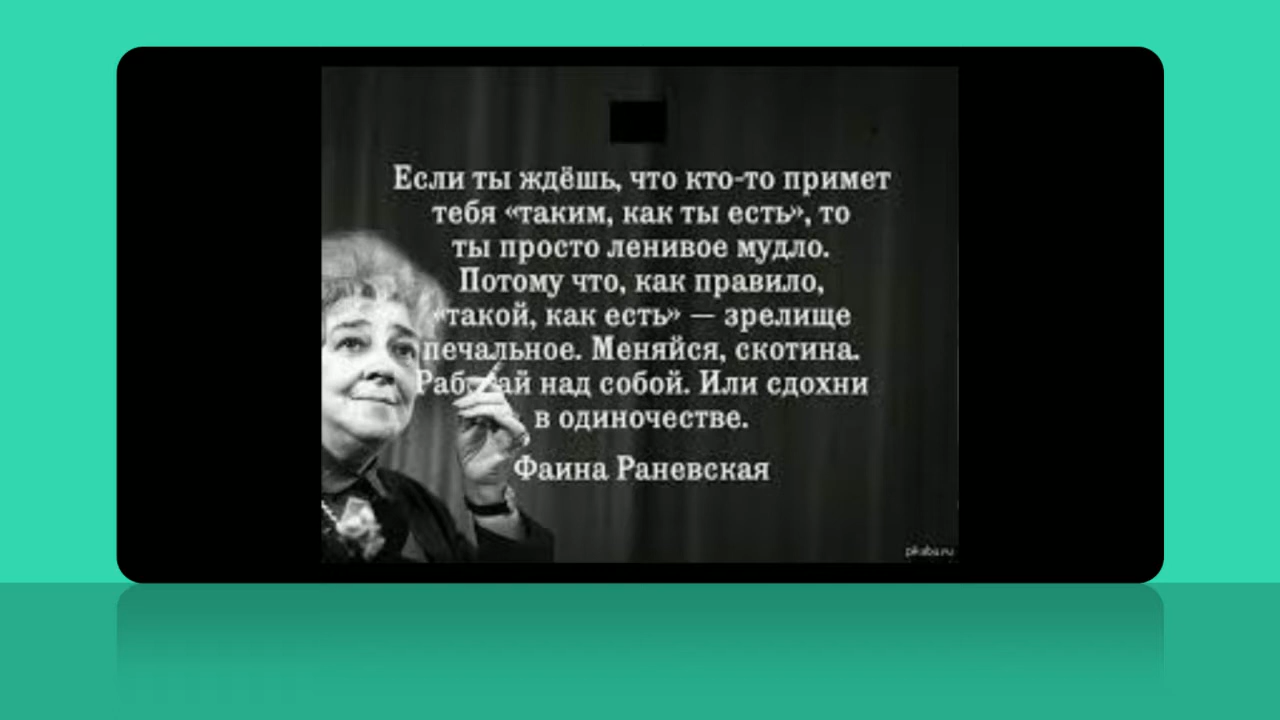 Если ты ждёшь, что кто-то примет
тебя «таким, как ты есть», то
ты просто ленивое мудло.
Потому что, как правило,
«такой, как есть» — зрелище
печальное. Меняйся, скотина.
Работай над собой. Или сдохни
в одиночестве.
Фаина Раневская
pikabu.ru